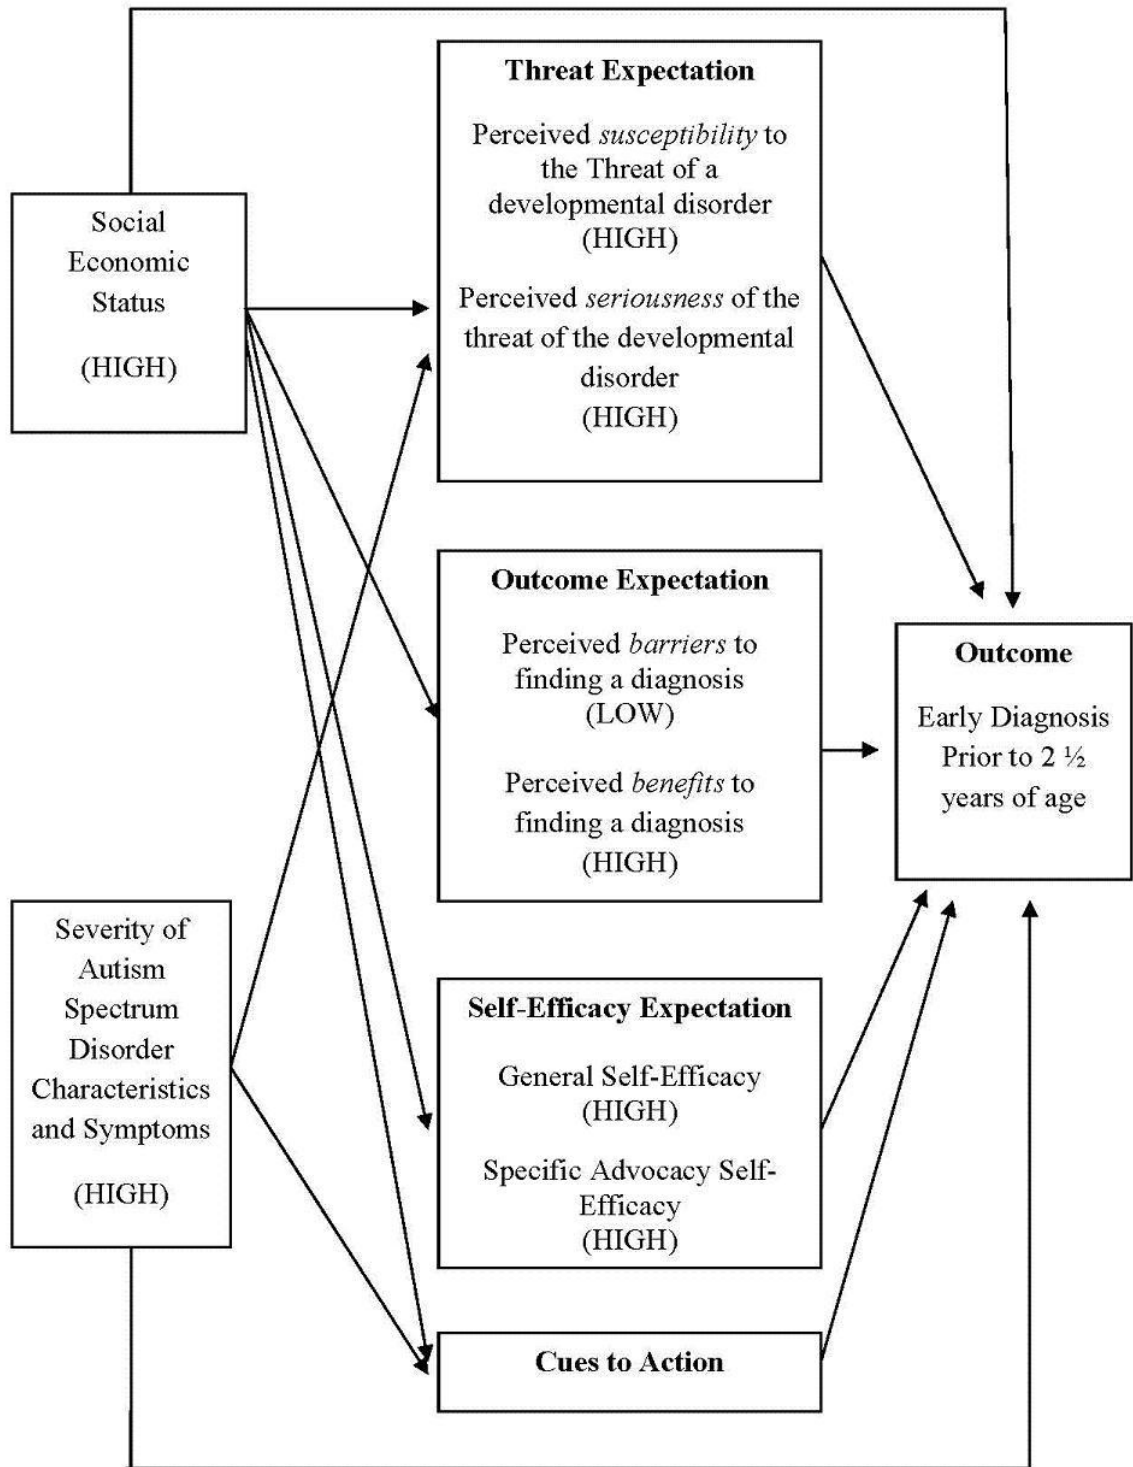 Social
Economic
Status
(HIGH)
Severity of
Autism
Spectrum
Disorder
Characteristics
and Symptoms
(HIGH)
Threat Expectation
Perceived susceptibility to
the Threat of a
developmental disorder
(HIGH)
Perceived seriousness of the
threat of the developmental
disorder
(HIGH)
Outcome Expectation
Perceived barriers to
finding a diagnosis
(LOW)
Perceived benefits to
finding a diagnosis
(HIGH)
Self-Efficacy Expectation
General Self-Efficacy
(HIGH)
Specific Advocacy Self-
Efficacy
(HIGH)
Cues to Action
Outcome
Early Diagnosis
Prior to 2 ½
years of age